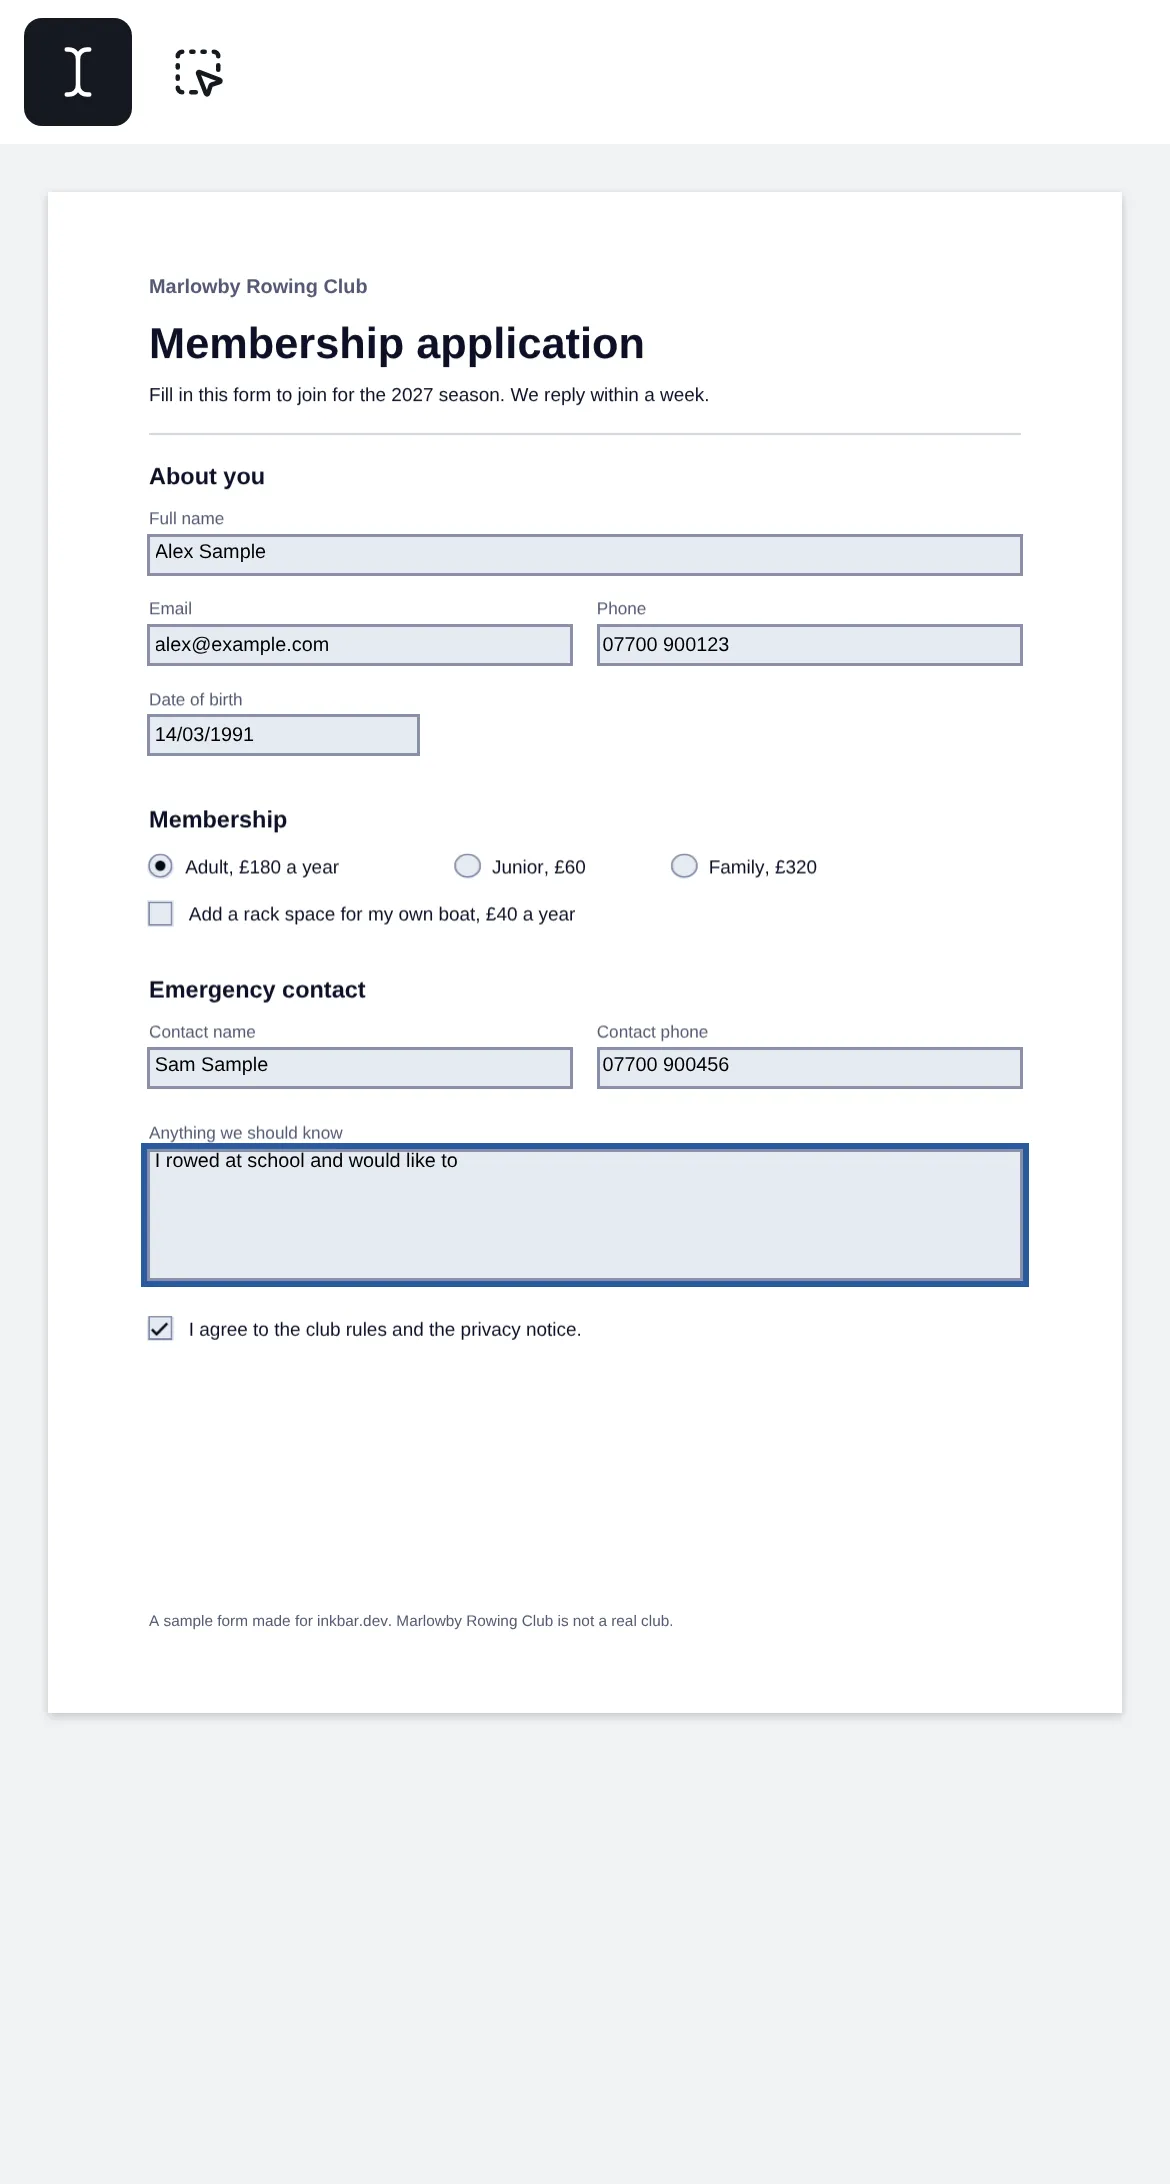 Marlowby Rowing Club
Membership application
Fill in this form to join for the 2027 season. We reply within a week.
About you
Full name
Alex Sample
Email
Phone
alex@example.com
07700 900123
Date of birth
14/03/1991
Membership
Adult, £180 a year
Junior, £60
Family, £320
Add a rack space for my own boat, £40 a year
Emergency contact
Contact name
Contact phone
Sam Sample
07700 900456
Anything we should know
I rowed at school and would like to
I agree to the club rules and the privacy notice.
A sample form made for inkbar.dev. Marlowby Rowing Club is not a real club.